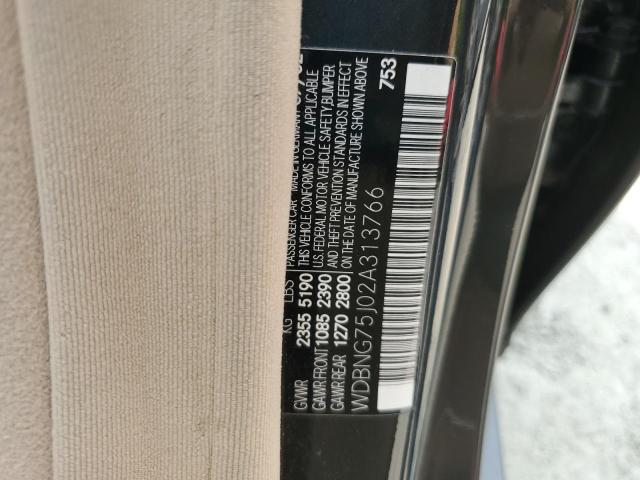 PASSENGER CAR MADE IN GERMANY
KG LBS THIS VEHICLE CONFORMS TO ALL APPLICABLE
GVWR 2355 5190 U.S. FEDERAL MOTOR VEHICLE SAFETY, BUMPER
GAWR FRONT 1085 2390 AND THEFT PREVENTION STANDARDS IN EFFECT
GAWR REAR 1270 2800 ON THE DATE OF MANUFACTURE SHOWN ABOVE
WDBNG75J02A313766
753